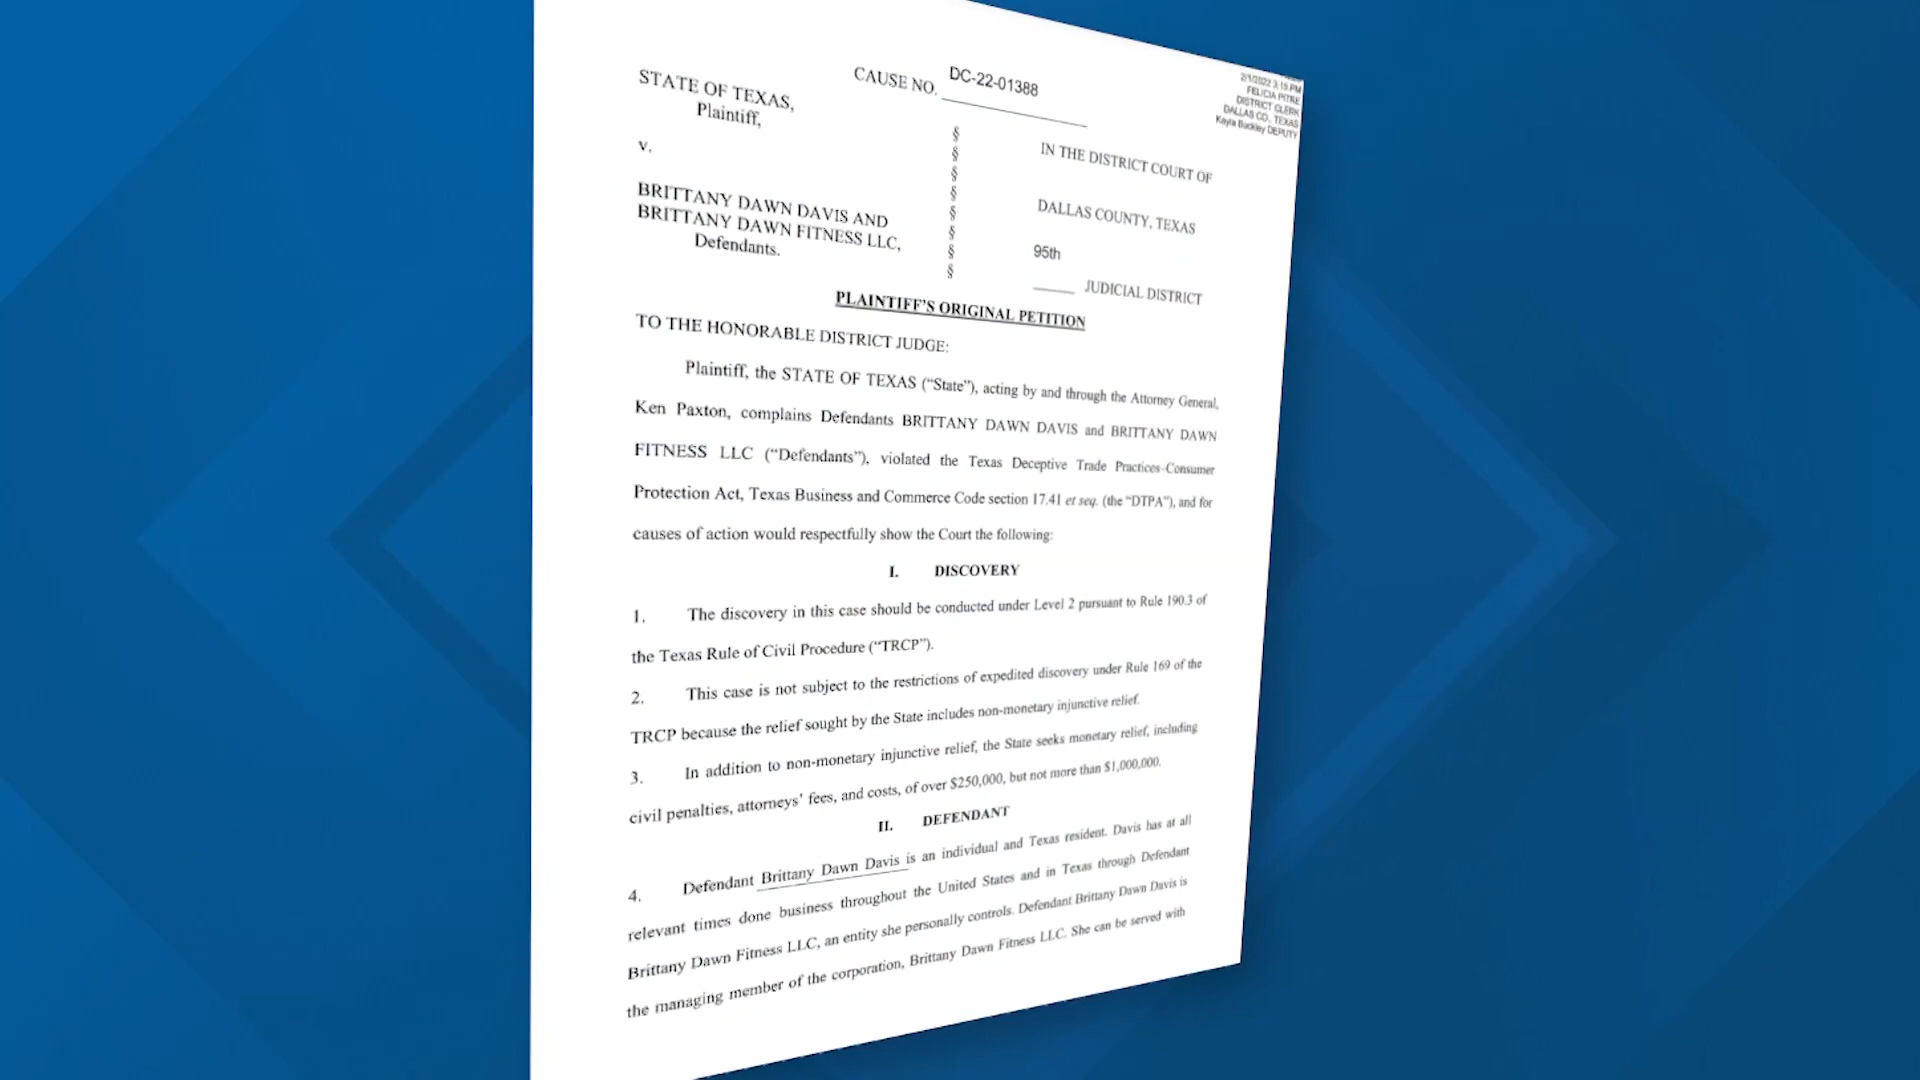 2/1/2022 3:15 PM
FELICIA PITRE
DISTRICT CLERK
DALLAS CO., TEXAS
Kayla Buckley DEPUTY
CAUSE NO. DC-22-01388
STATE OF TEXAS,
Plaintiff,
v.
BRITTANY DAWN DAVIS AND
BRITTANY DAWN FITNESS LLC,
Defendants.
§
§
§
§
§
§
§
§
IN THE DISTRICT COURT OF
DALLAS COUNTY, TEXAS
95th
_____ JUDICIAL DISTRICT
PLAINTIFF'S ORIGINAL PETITION
TO THE HONORABLE DISTRICT JUDGE:
Plaintiff, the STATE OF TEXAS (“State”), acting by and through the Attorney General,
Ken Paxton, complains Defendants BRITTANY DAWN DAVIS and BRITTANY DAWN
FITNESS LLC (“Defendants”), violated the Texas Deceptive Trade Practices-Consumer
Protection Act, Texas Business and Commerce Code section 17.41 et seq. (the “DTPA”), and for
causes of action would respectfully show the Court the following:
I. DISCOVERY
1. The discovery in this case should be conducted under Level 2 pursuant to Rule 190.3 of
the Texas Rule of Civil Procedure (“TRCP”).
2. This case is not subject to the restrictions of expedited discovery under Rule 169 of the
TRCP because the relief sought by the State includes non-monetary injunctive relief.
3. In addition to non-monetary injunctive relief, the State seeks monetary relief, including
civil penalties, attorneys’ fees, and costs, of over $250,000, but not more than $1,000,000.
II. DEFENDANT
4. Defendant Brittany Dawn Davis is an individual and Texas resident. Davis has at all
relevant times done business throughout the United States and in Texas through Defendant
Brittany Dawn Fitness LLC, an entity she personally controls. Defendant Brittany Dawn Davis is
the managing member of the corporation, Brittany Dawn Fitness LLC. She can be served with